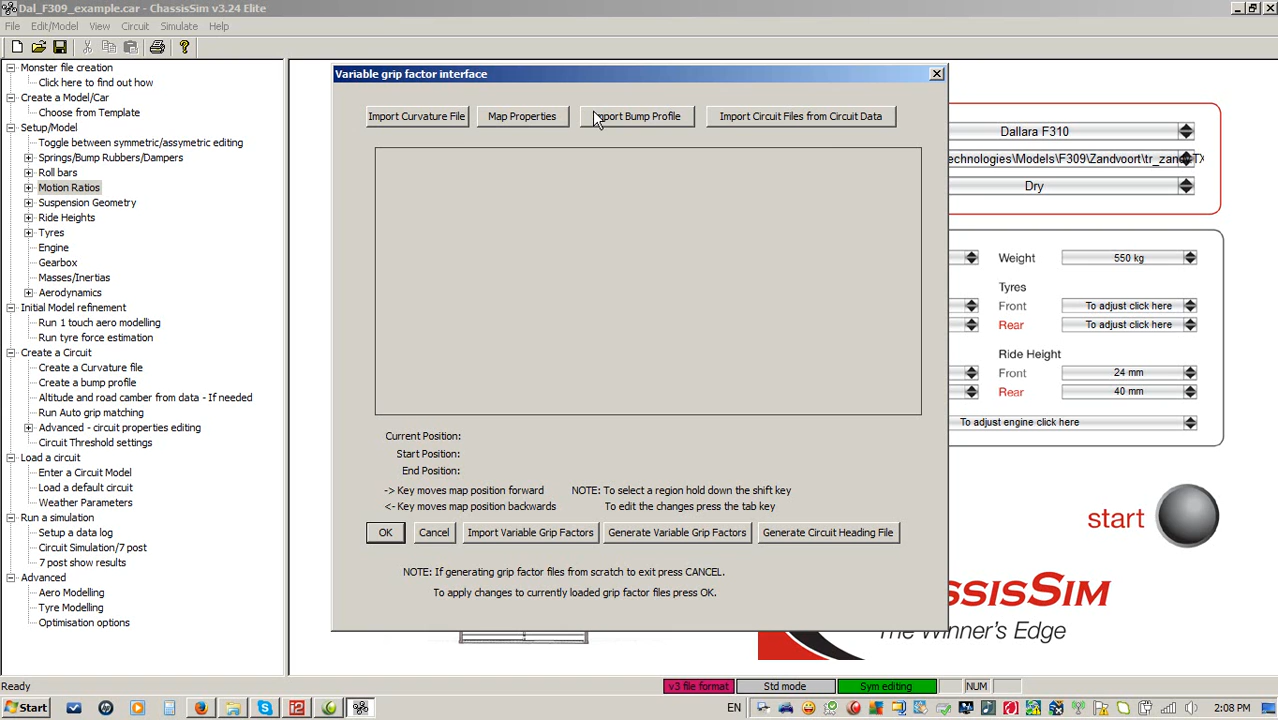 Dal_F309_example.car - ChassisSim v3.24 Elite
File Edit/Model View Circuit Simulate Help
Monster file creation
Click here to find out how
Create a Model/Car
Choose from Template
Setup/Model
Toggle between symmetric/assymetric editing
Springs/Bump Rubbers/Dampers
Roll bars
Motion Ratios
Suspension Geometry
Ride Heights
Tyres
Engine
Gearbox
Masses/Inertias
Aerodynamics
Initial Model refinement
Run 1 touch aero modelling
Run tyre force estimation
Create a Circuit
Create a Curvature file
Create a bump profile
Altitude and road camber from data - If needed
Run Auto grip matching
Advanced - circuit properties editing
Circuit Threshold settings
Load a circuit
Enter a Circuit Model
Load a default circuit
Weather Parameters
Run a simulation
Setup a data log
Circuit Simulation/7 post
7 post show results
Advanced
Aero Modelling
Tyre Modelling
Optimisation options
Variable grip factor interface
Import Curvature File Map Properties Import Bump Profile Import Circuit Files from Circuit Data
Current Position:
Start Position:
End Position:
-> Key moves map position forward NOTE: To select a region hold down the shift key
<- Key moves map position backwards To edit the changes press the tab key
OK Cancel Import Variable Grip Factors Generate Variable Grip Factors Generate Circuit Heading File
NOTE: If generating grip factor files from scratch to exit press CANCEL.
To apply changes to currently loaded grip factor files press OK.
Dallara F310
echnologies\Models\F309\Zandvoort\tr_zand
Dry
Weight 550 kg
Tyres
Front To adjust click here
Rear To adjust click here
Ride Height
Front 24 mm
Rear 40 mm
To adjust engine click here
start
assisSim
The Winner's Edge
Ready v3 file format Std mode Sym editing NUM
Start EN 2:08 PM